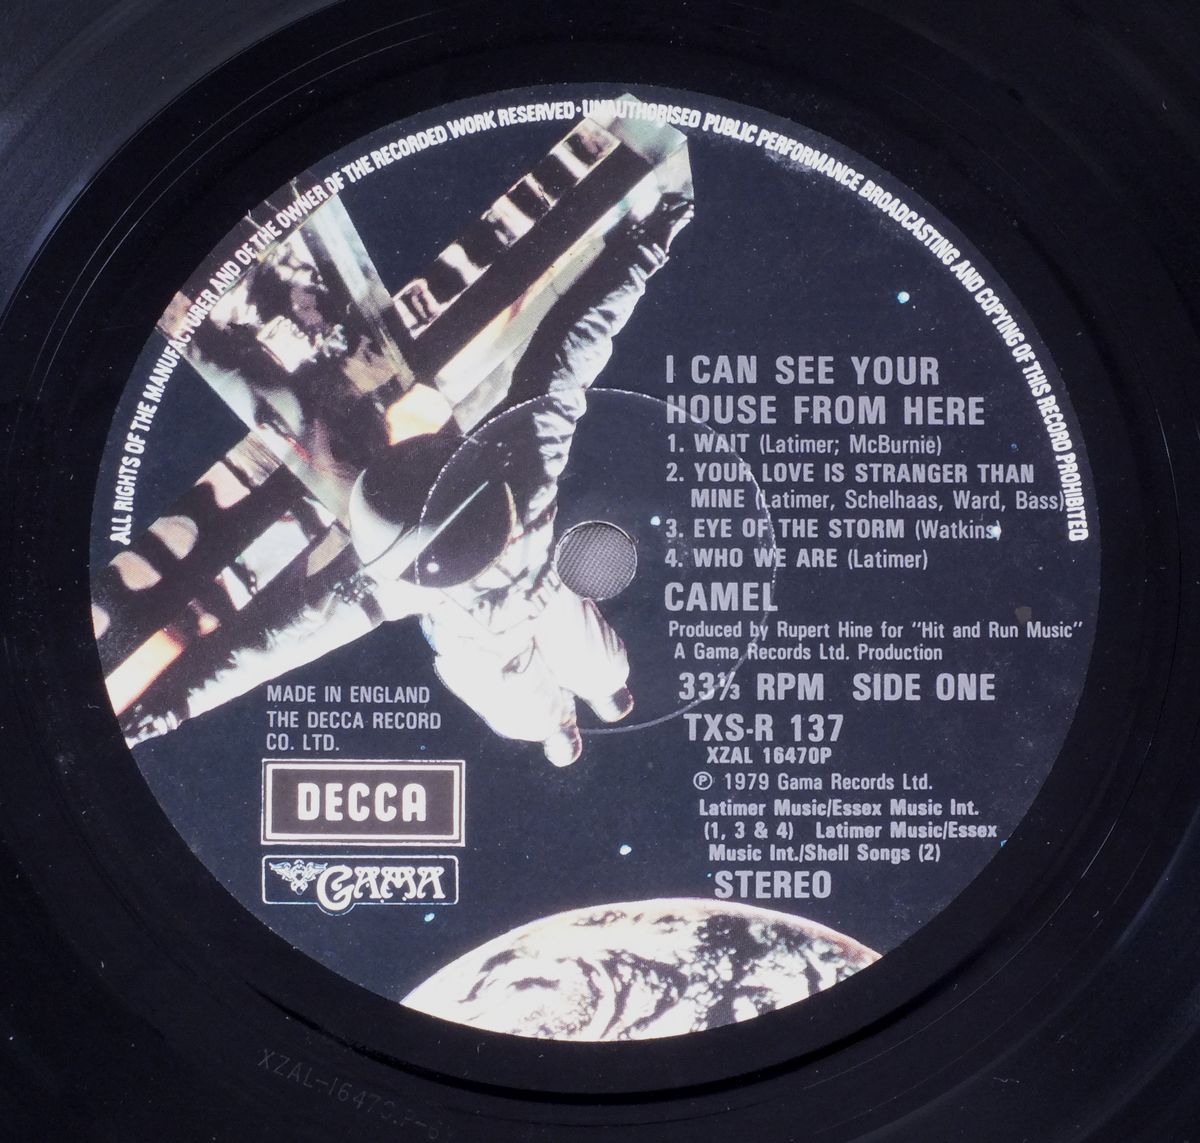 ALL RIGHTS OF THE MANUFACTURER AND OF THE OWNER OF THE RECORDED WORK RESERVED · UNAUTHORISED PUBLIC PERFORMANCE BROADCASTING AND COPYING OF THIS RECORD PROHIBITED
I CAN SEE YOUR
HOUSE FROM HERE
1. WAIT (Latimer; McBurnie)
2. YOUR LOVE IS STRANGER THAN
MINE (Latimer, Schelhaas, Ward, Bass)
3. EYE OF THE STORM (Watkins)
4. WHO WE ARE (Latimer)
CAMEL
Produced by Rupert Hine for "Hit and Run Music"
A Gama Records Ltd. Production
33⅓ RPM SIDE ONE
TXS-R 137
XZAL 16470P
Ⓟ 1979 Gama Records Ltd.
Latimer Music/Essex Music Int.
(1, 3 & 4) Latimer Music/Essex
Music Int./Shell Songs (2)
STEREO
MADE IN ENGLAND
THE DECCA RECORD
CO. LTD.
DECCA
GAMA